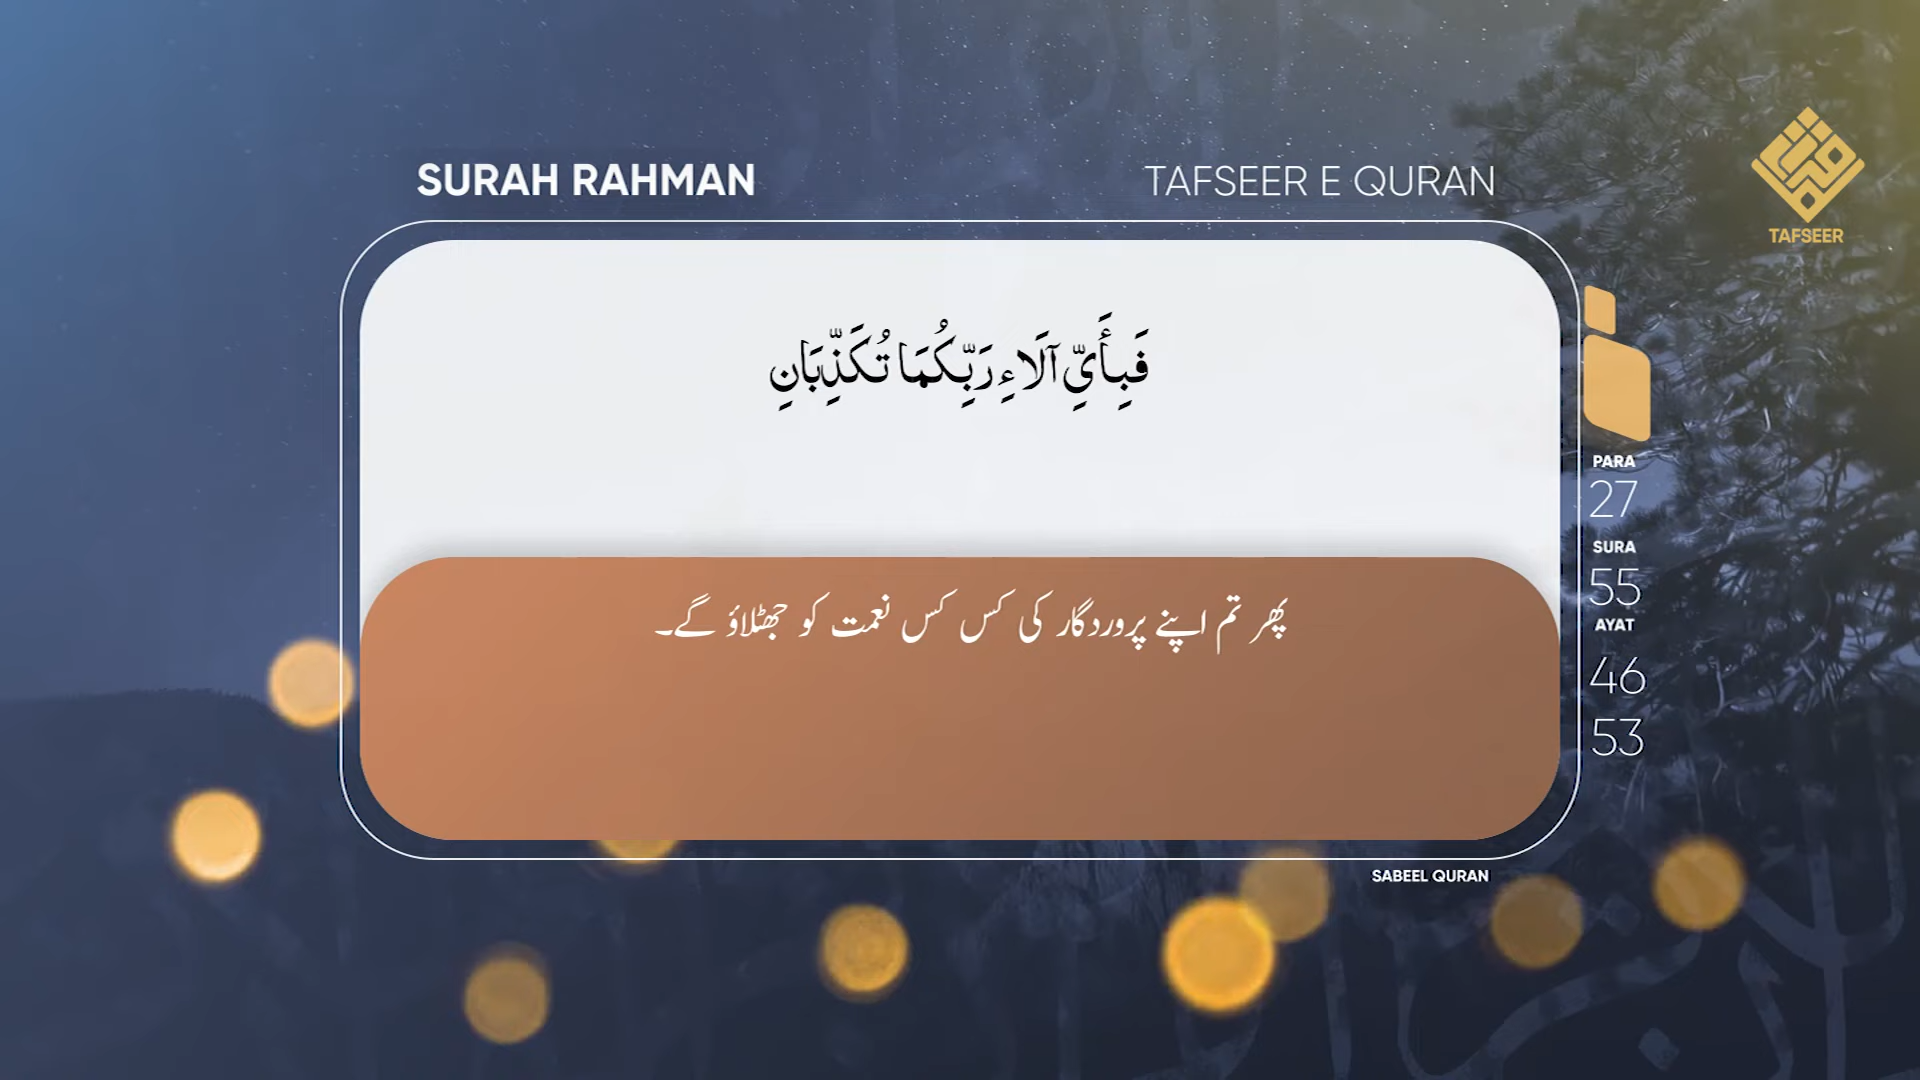 SURAH RAHMAN
TAFSEER E QURAN
TAFSEER
فَبِأَيِّ آلَاءِ رَبِّكُمَا تُكَذِّبَانِ
پھر تم اپنے پروردگار کی کس کس نعمت کو جھٹلاؤ گے۔
PARA
27
SURA
55
AYAT
46
53
SABEEL QURAN